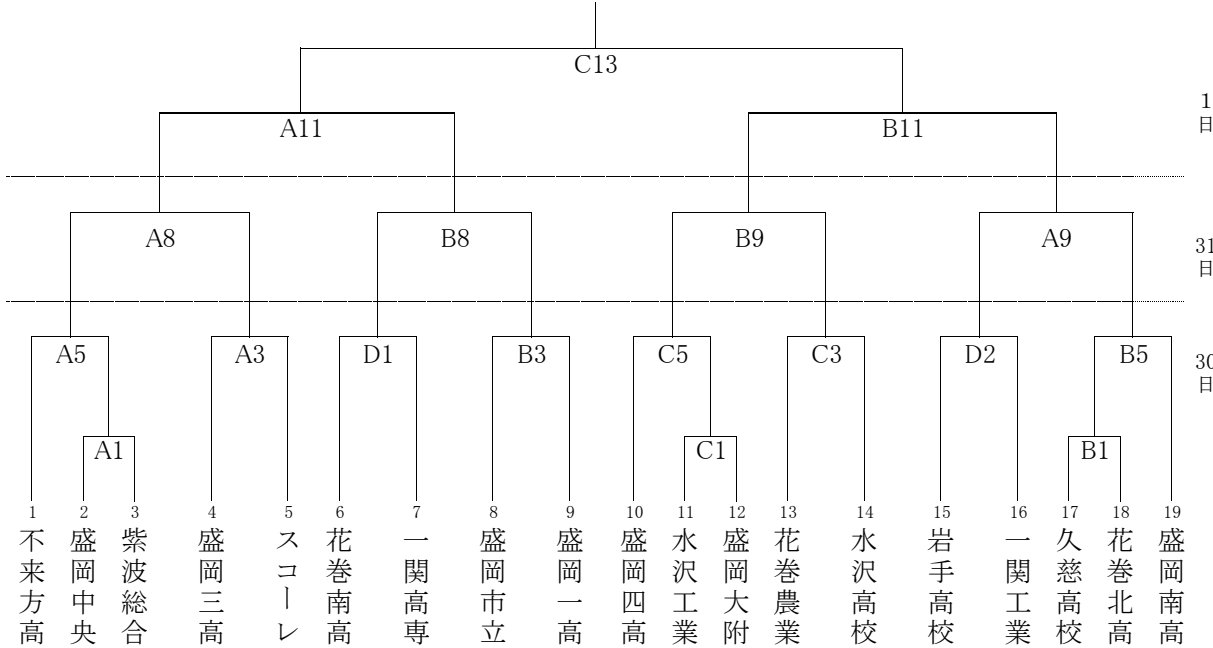 C13
1
日
A11
B11
A8
B8
B9
A9
31
日
A5
A3
D1
B3
C5
C3
D2
B5
30
日
A1
C1
B1
1
2
3
4
5
6
7
8
9
10
11
12
13
14
15
16
17
18
19
不来方高
盛岡中央
紫波総合
盛岡三高
スコーレ
花巻南高
一関高専
盛岡市立
盛岡一高
盛岡四高
水沢工業
盛岡大附
花巻農業
水沢高校
岩手高校
一関工業
久慈高校
花巻北高
盛岡南高